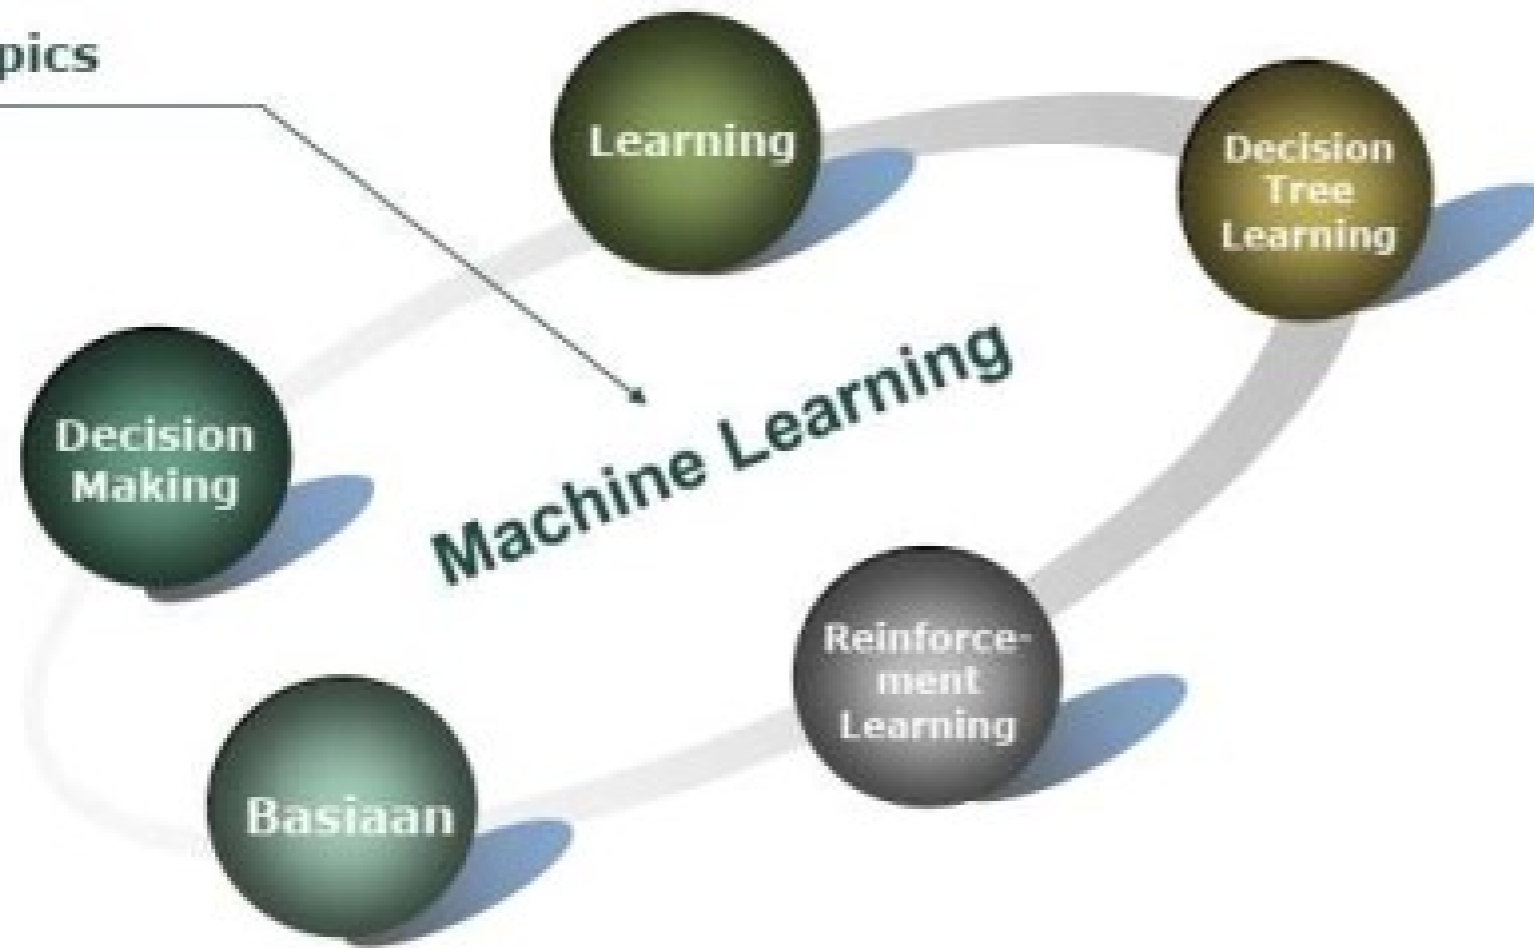 pics
Learning
Decision
Tree
Learning
Machine Learning
Decision
Making
Reinforce-
ment
Learning
Basiaan